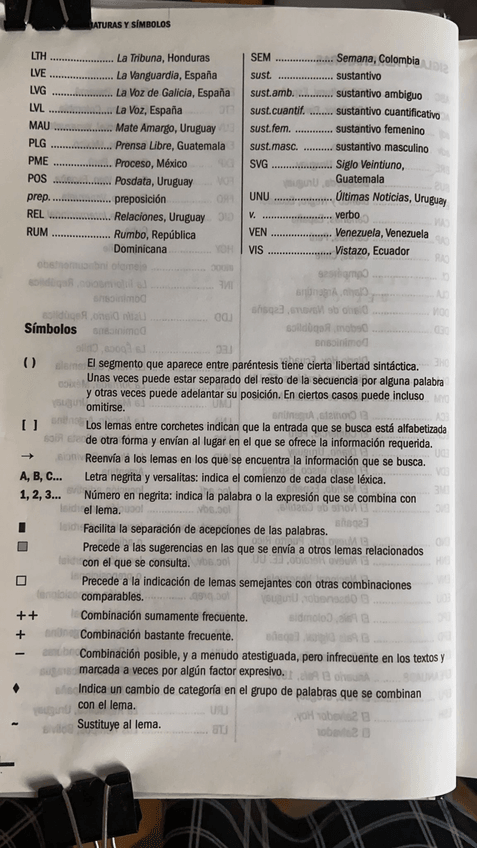 ATURAS Y SÍMBOLOS
LTH .................... La Tribuna, Honduras
LVE .................... La Vanguardia, España
LVG .................... La Voz de Galicia, España
LVL .................... La Voz, España
MAU .................... Mate Amargo, Uruguay
PLG .................... Prensa Libre, Guatemala
PME .................... Proceso, México
POS .................... Posdata, Uruguay
prep. .................... preposición
REL .................... Relaciones, Uruguay
RUM .................... Rumbo, República
Dominicana
SEM .................... Semana, Colombia
sust. .................... sustantivo
sust.amb. ........... sustantivo ambiguo
sust.cuantif. ........ sustantivo cuantificativo
sust.fem. ............ sustantivo femenino
sust.masc. .......... sustantivo masculino
SVG .................... Siglo Veintiuno,
Guatemala
UNU .................... Últimas Noticias, Uruguay
v. ........................ verbo
VEN .................... Venezuela, Venezuela
VIS ..................... Vistazo, Ecuador
Símbolos
( ) El segmento que aparece entre paréntesis tiene cierta libertad sintáctica.
Unas veces puede estar separado del resto de la secuencia por alguna palabra
y otras veces puede adelantar su posición. En ciertos casos puede incluso
omitirse.
[ ] Los lemas entre corchetes indican que la entrada que se busca está alfabetizada
de otra forma y envían al lugar en el que se ofrece la información requerida.
→ Reenvía a los lemas en los que se encuentra la información que se busca.
A, B, C... Letra negrita y versalitas: indica el comienzo de cada clase léxica.
1, 2, 3... Número en negrita: indica la palabra o la expresión que se combina con
el lema.
▮ Facilita la separación de acepciones de las palabras.
▒ Precede a las sugerencias en las que se envía a otros lemas relacionados
con el que se consulta.
□ Precede a la indicación de lemas semejantes con otras combinaciones
comparables.
++ Combinación sumamente frecuente.
+ Combinación bastante frecuente.
– Combinación posible, y a menudo atestiguada, pero infrecuente en los textos y
marcada a veces por algún factor expresivo.
♦ Indica un cambio de categoría en el grupo de palabras que se combinan
con el lema.
~ Sustituye al lema.